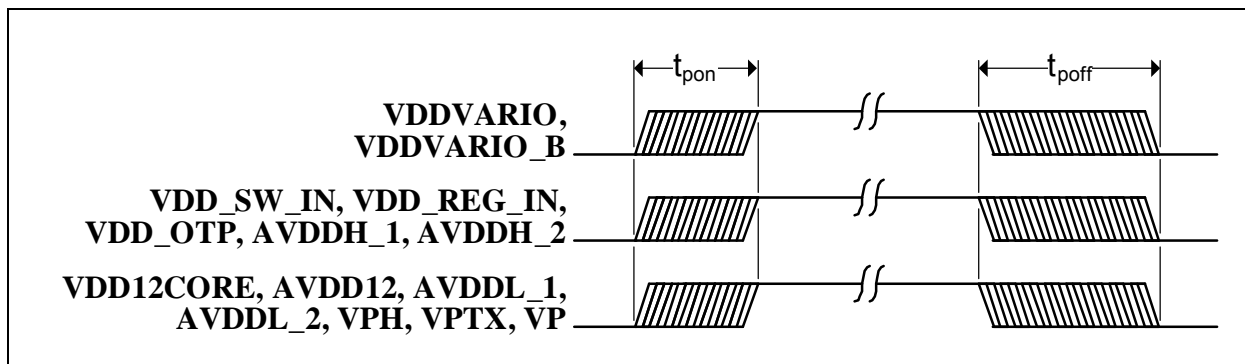 tpon
tpoff
VDDVARIO,
VDDVARIO_B
VDD_SW_IN, VDD_REG_IN,
VDD_OTP, AVDDH_1, AVDDH_2
VDD12CORE, AVDD12, AVDDL_1,
AVDDL_2, VPH, VPTX, VP